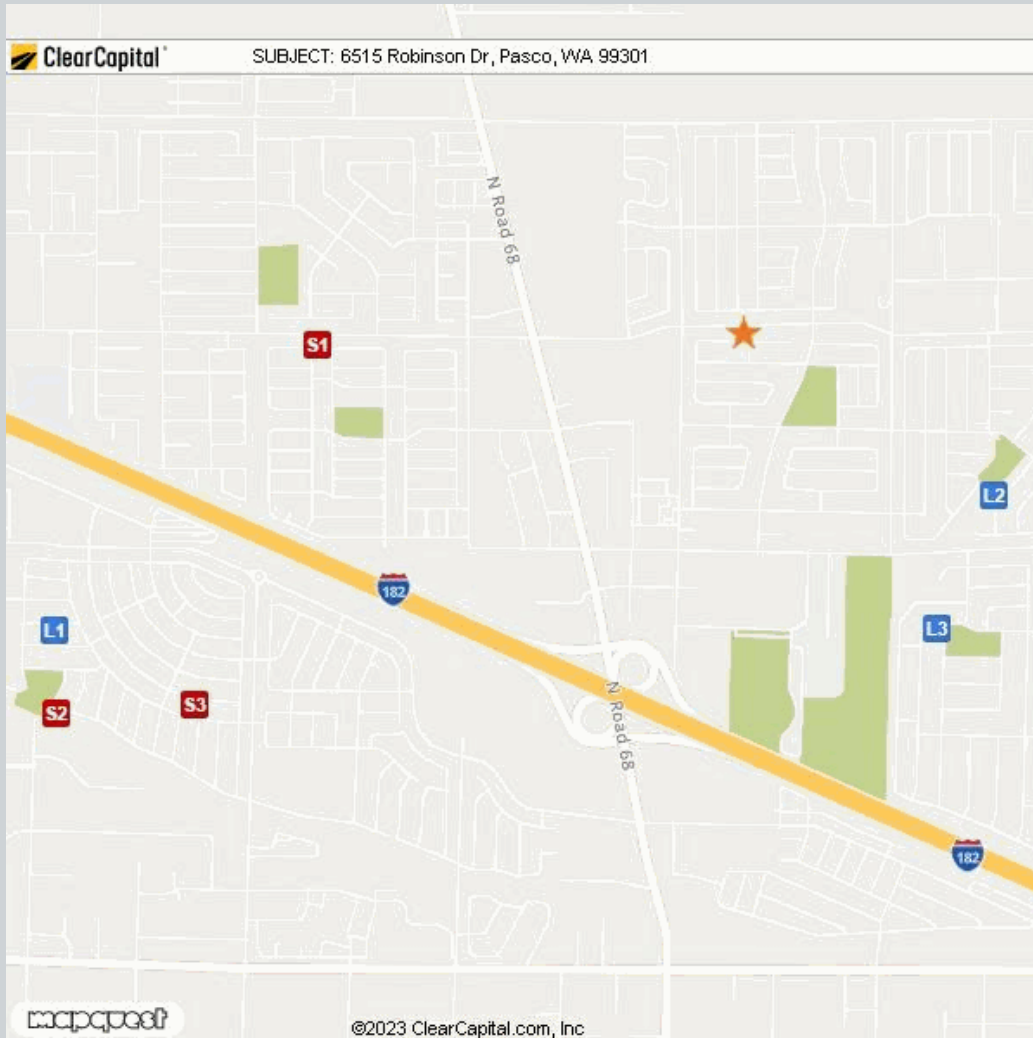 ClearCapital
SUBJECT: 6515 Robinson Dr, Pasco, WA 99301
N Road 68
S1
L2
182
L1
L3
S2
S3
N Road 68
182
mapquest
©2023 ClearCapital.com, Inc